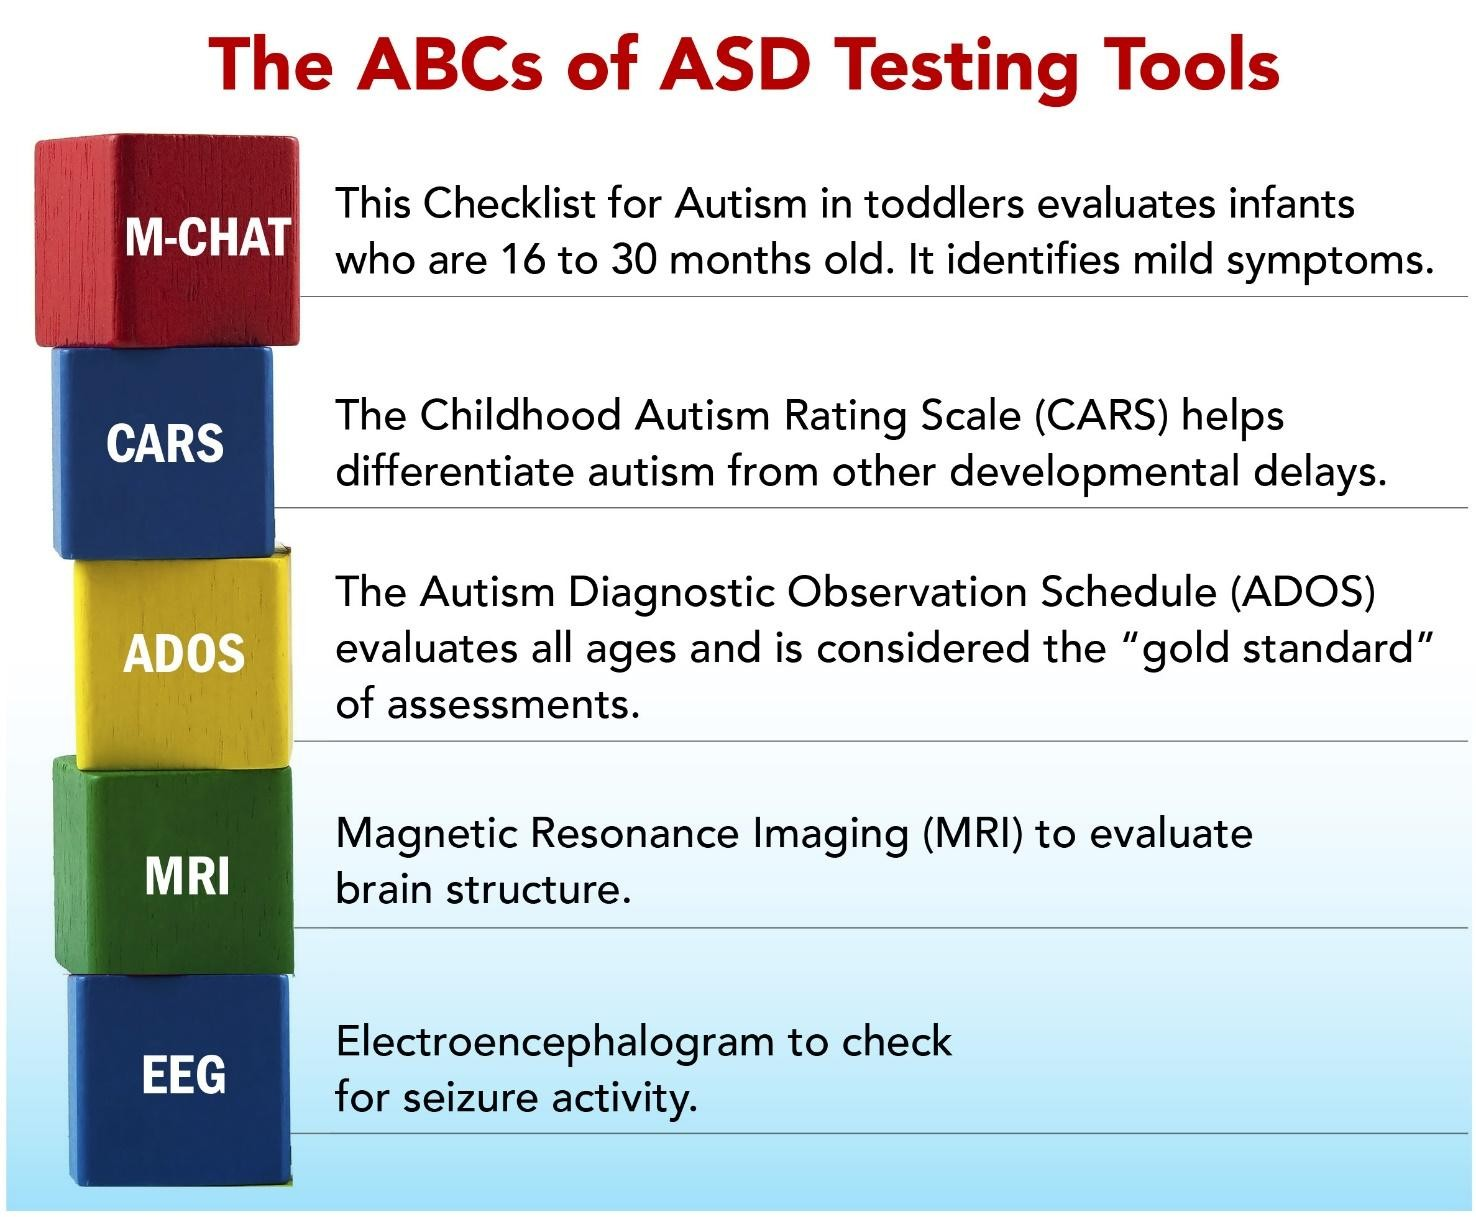 The ABCs of ASD Testing Tools
M-CHAT
This Checklist for Autism in toddlers evaluates infants
who are 16 to 30 months old. It identifies mild symptoms.
CARS
The Childhood Autism Rating Scale (CARS) helps
differentiate autism from other developmental delays.
ADOS
The Autism Diagnostic Observation Schedule (ADOS)
evaluates all ages and is considered the “gold standard”
of assessments.
MRI
Magnetic Resonance Imaging (MRI) to evaluate
brain structure.
EEG
Electroencephalogram to check
for seizure activity.